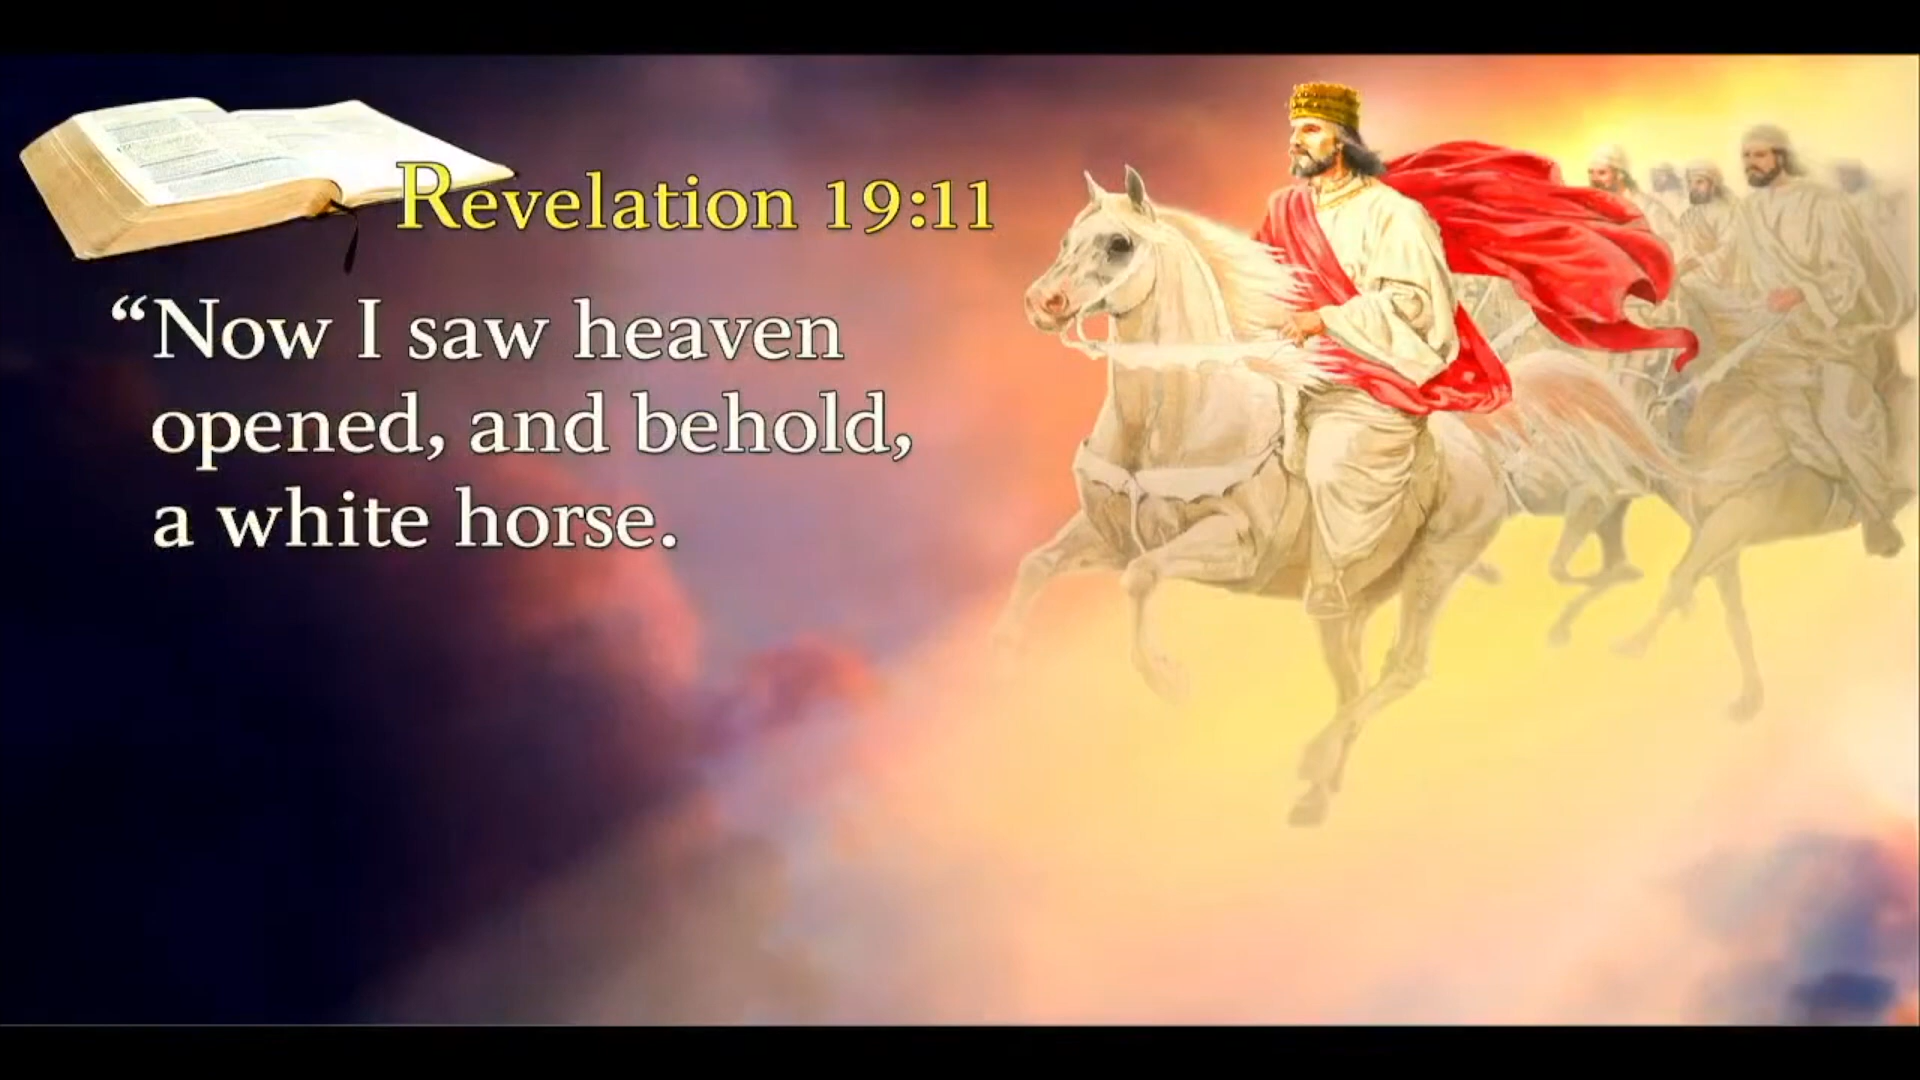 Revelation 19:11
“Now I saw heaven
opened, and behold,
a white horse.